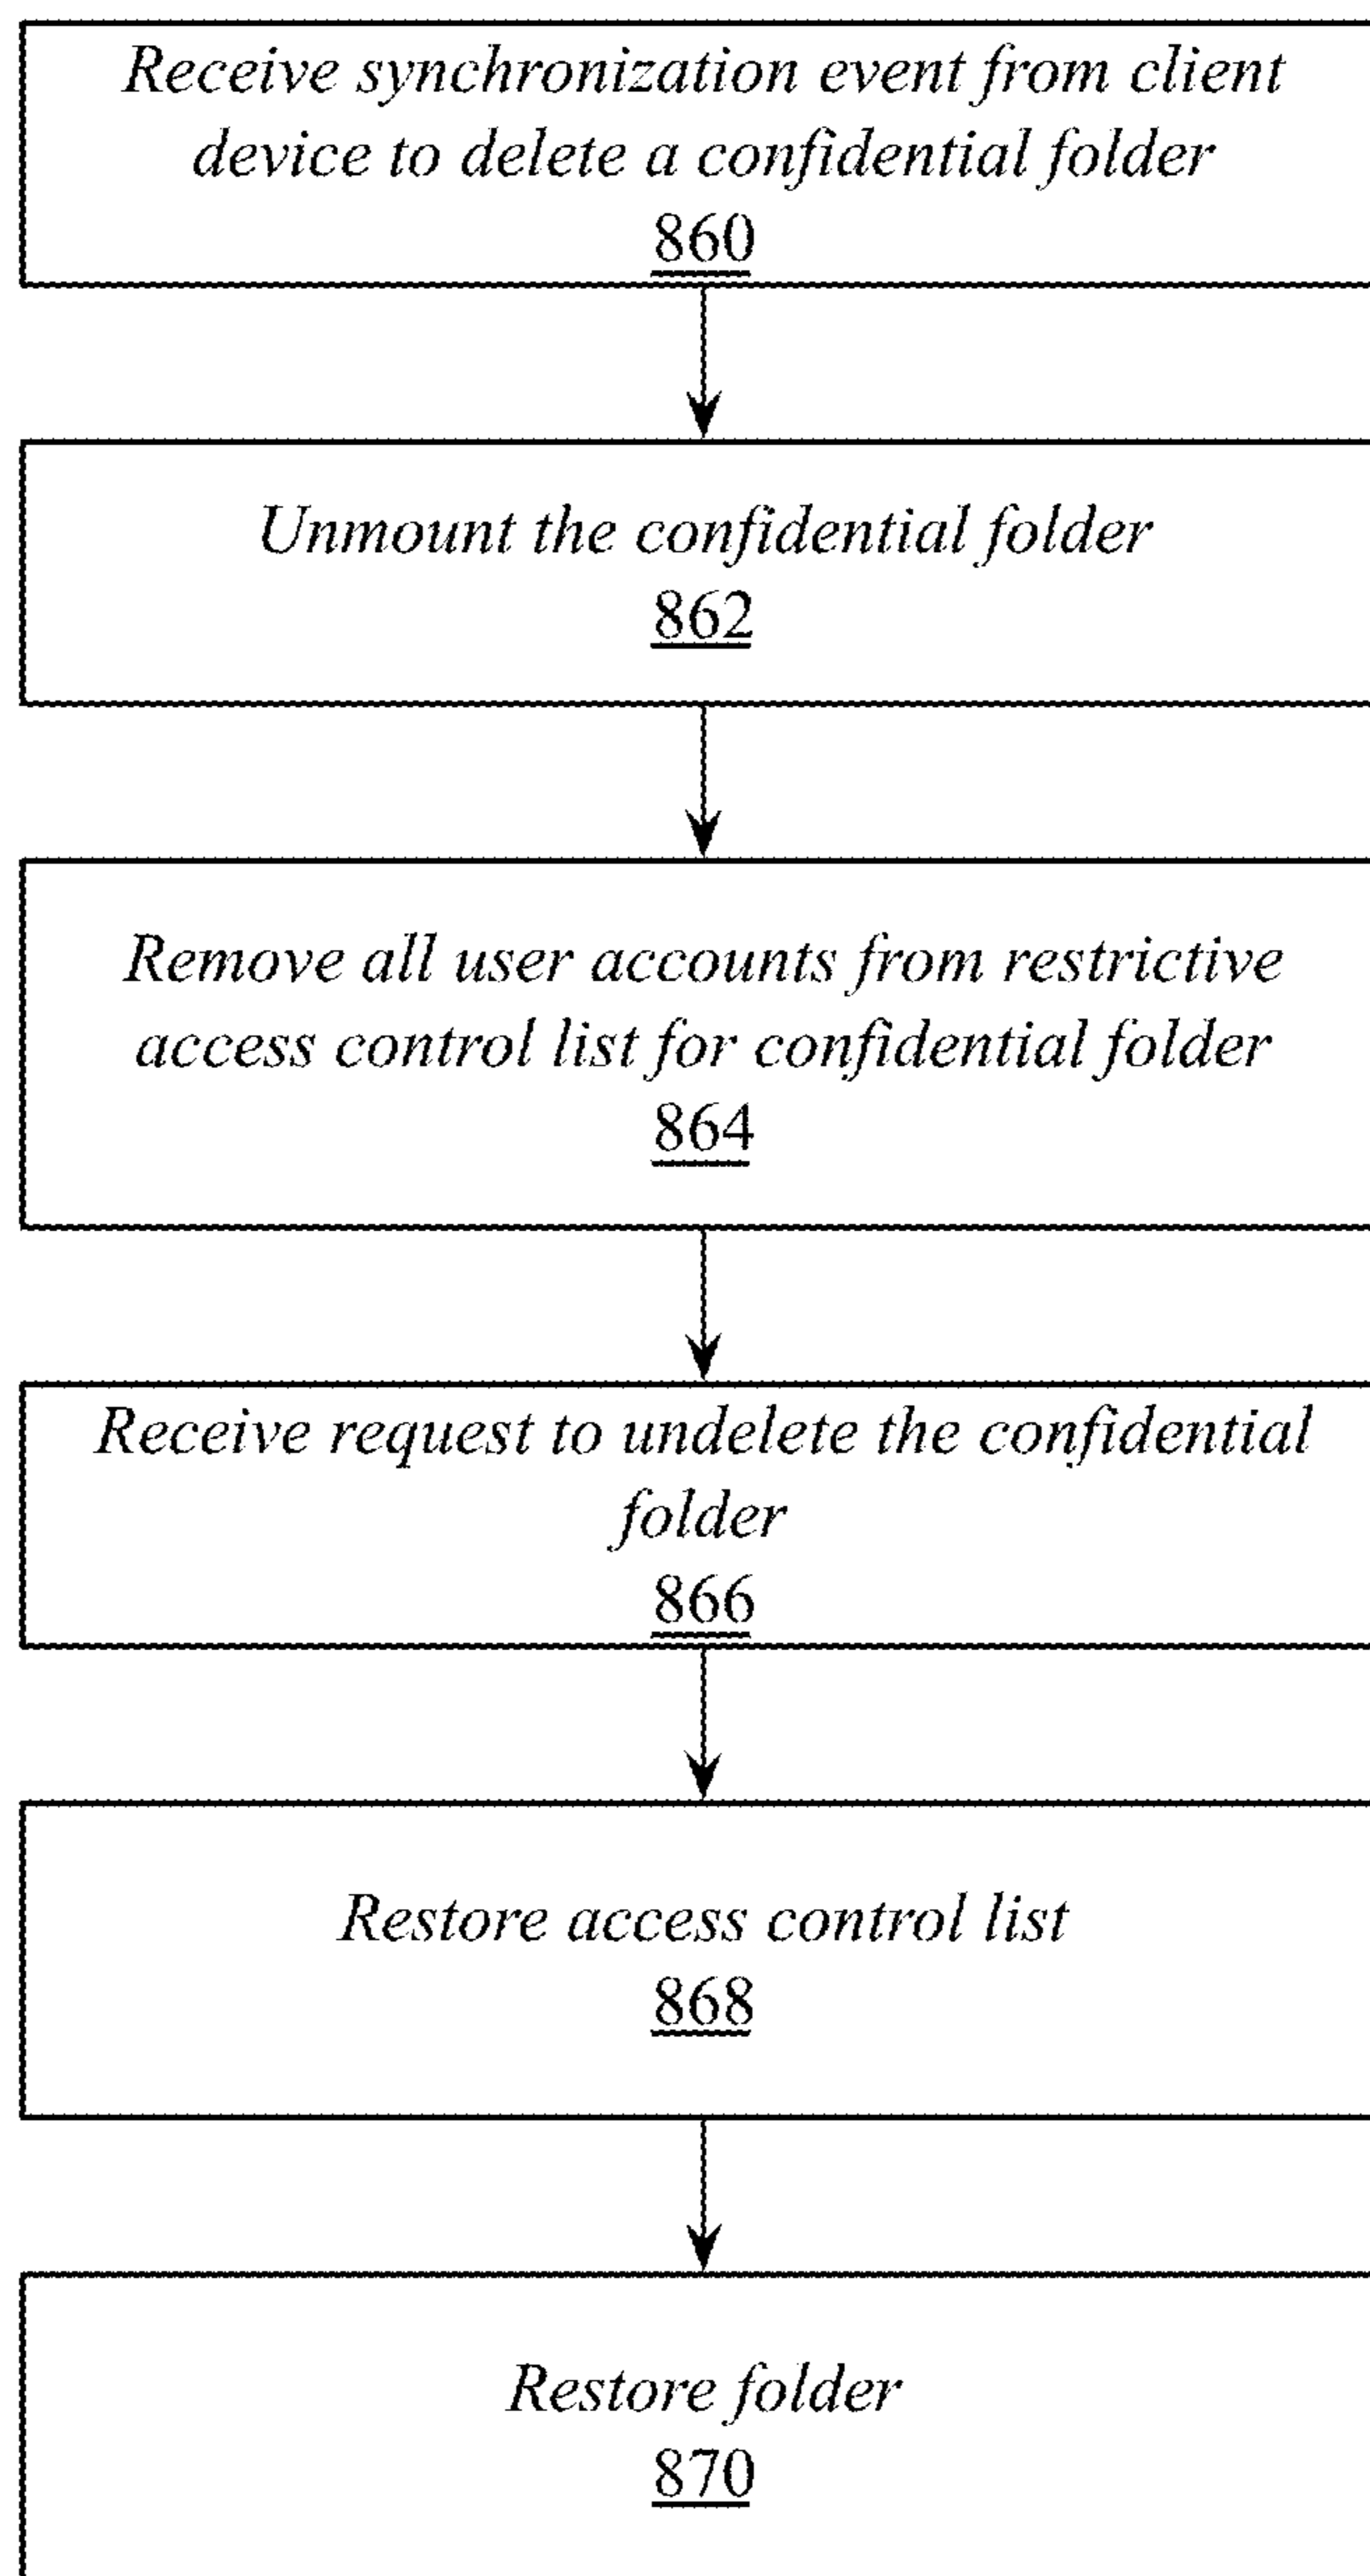 Receive synchronization event from client
device to delete a confidential folder
860
Unmount the confidential folder
862
Remove all user accounts from restrictive
access control list for confidential folder
864
Receive request to undelete the confidential
folder
866
Restore access control list
868
Restore folder
870